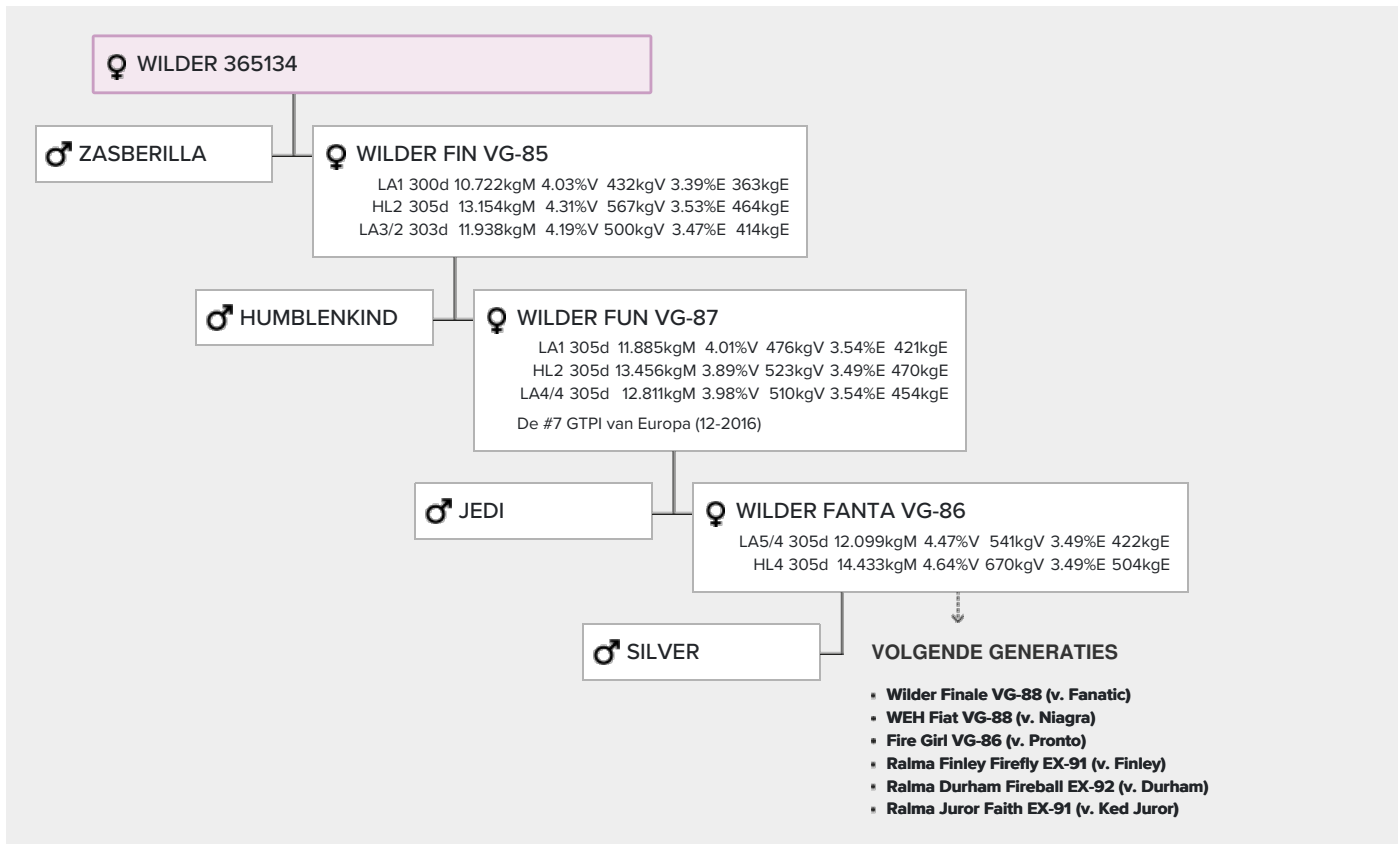 WILDER 365134
ZASBERILLA
WILDER FIN VG-85
LA1 300d 10.722kgM 4.03%V 432kgV 3.39%E 363kgE
HL2 305d 13.154kgM 4.31%V 567kgV 3.53%E 464kgE
LA3/2 303d 11.938kgM 4.19%V 500kgV 3.47%E 414kgE
HUMBLENKIND
WILDER FUN VG-87
LA1 305d 11.885kgM 4.01%V 476kgV 3.54%E 421kgE
HL2 305d 13.456kgM 3.89%V 523kgV 3.49%E 470kgE
LA4/4 305d 12.811kgM 3.98%V 510kgV 3.54%E 454kgE
De #7 GTPI van Europa (12-2016)
JEDI
WILDER FANTA VG-86
LA5/4 305d 12.099kgM 4.47%V 541kgV 3.49%E 422kgE
HL4 305d 14.433kgM 4.64%V 670kgV 3.49%E 504kgE
SILVER
VOLGENDE GENERATIES
Wilder Finale VG-88 (v. Fanatic)
WEH Fiat VG-88 (v. Niagra)
Fire Girl VG-86 (v. Pronto)
Ralma Finley Firefly EX-91 (v. Finley)
Ralma Durham Fireball EX-92 (v. Durham)
Ralma Juror Faith EX-91 (v. Ked Juror)